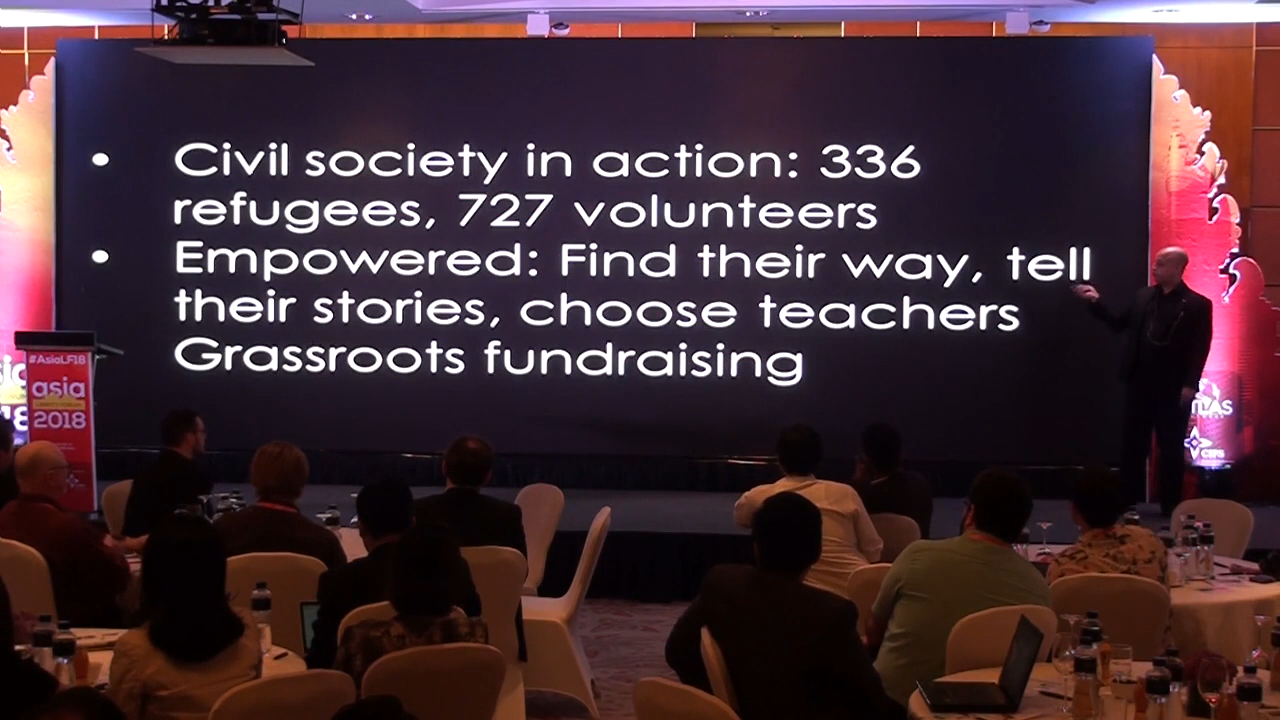 • Civil society in action: 336
refugees, 727 volunteers
• Empowered: Find their way, tell
their stories, choose teachers
Grassroots fundraising
#AsiaLF18
asia
2018